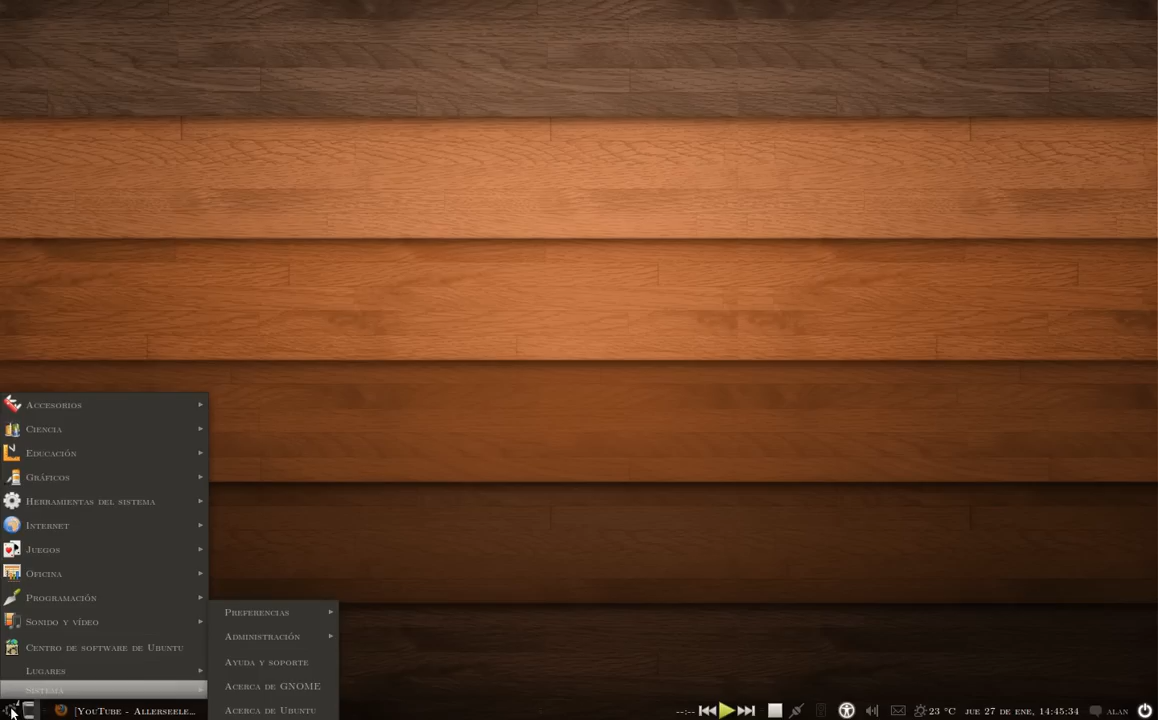 Accesorios
Ciencia
Educación
Gráficos
Herramientas del sistema
Internet
Juegos
Oficina
Programación
Sonido y vídeo
Centro de software de Ubuntu
Lugares
Sistema
Preferencias
Administración
Ayuda y soporte
Acerca de GNOME
Acerca de Ubuntu
[YouTube - Allerseele...
--:--
23 °C
jue 27 de ene, 14:45:34
alan